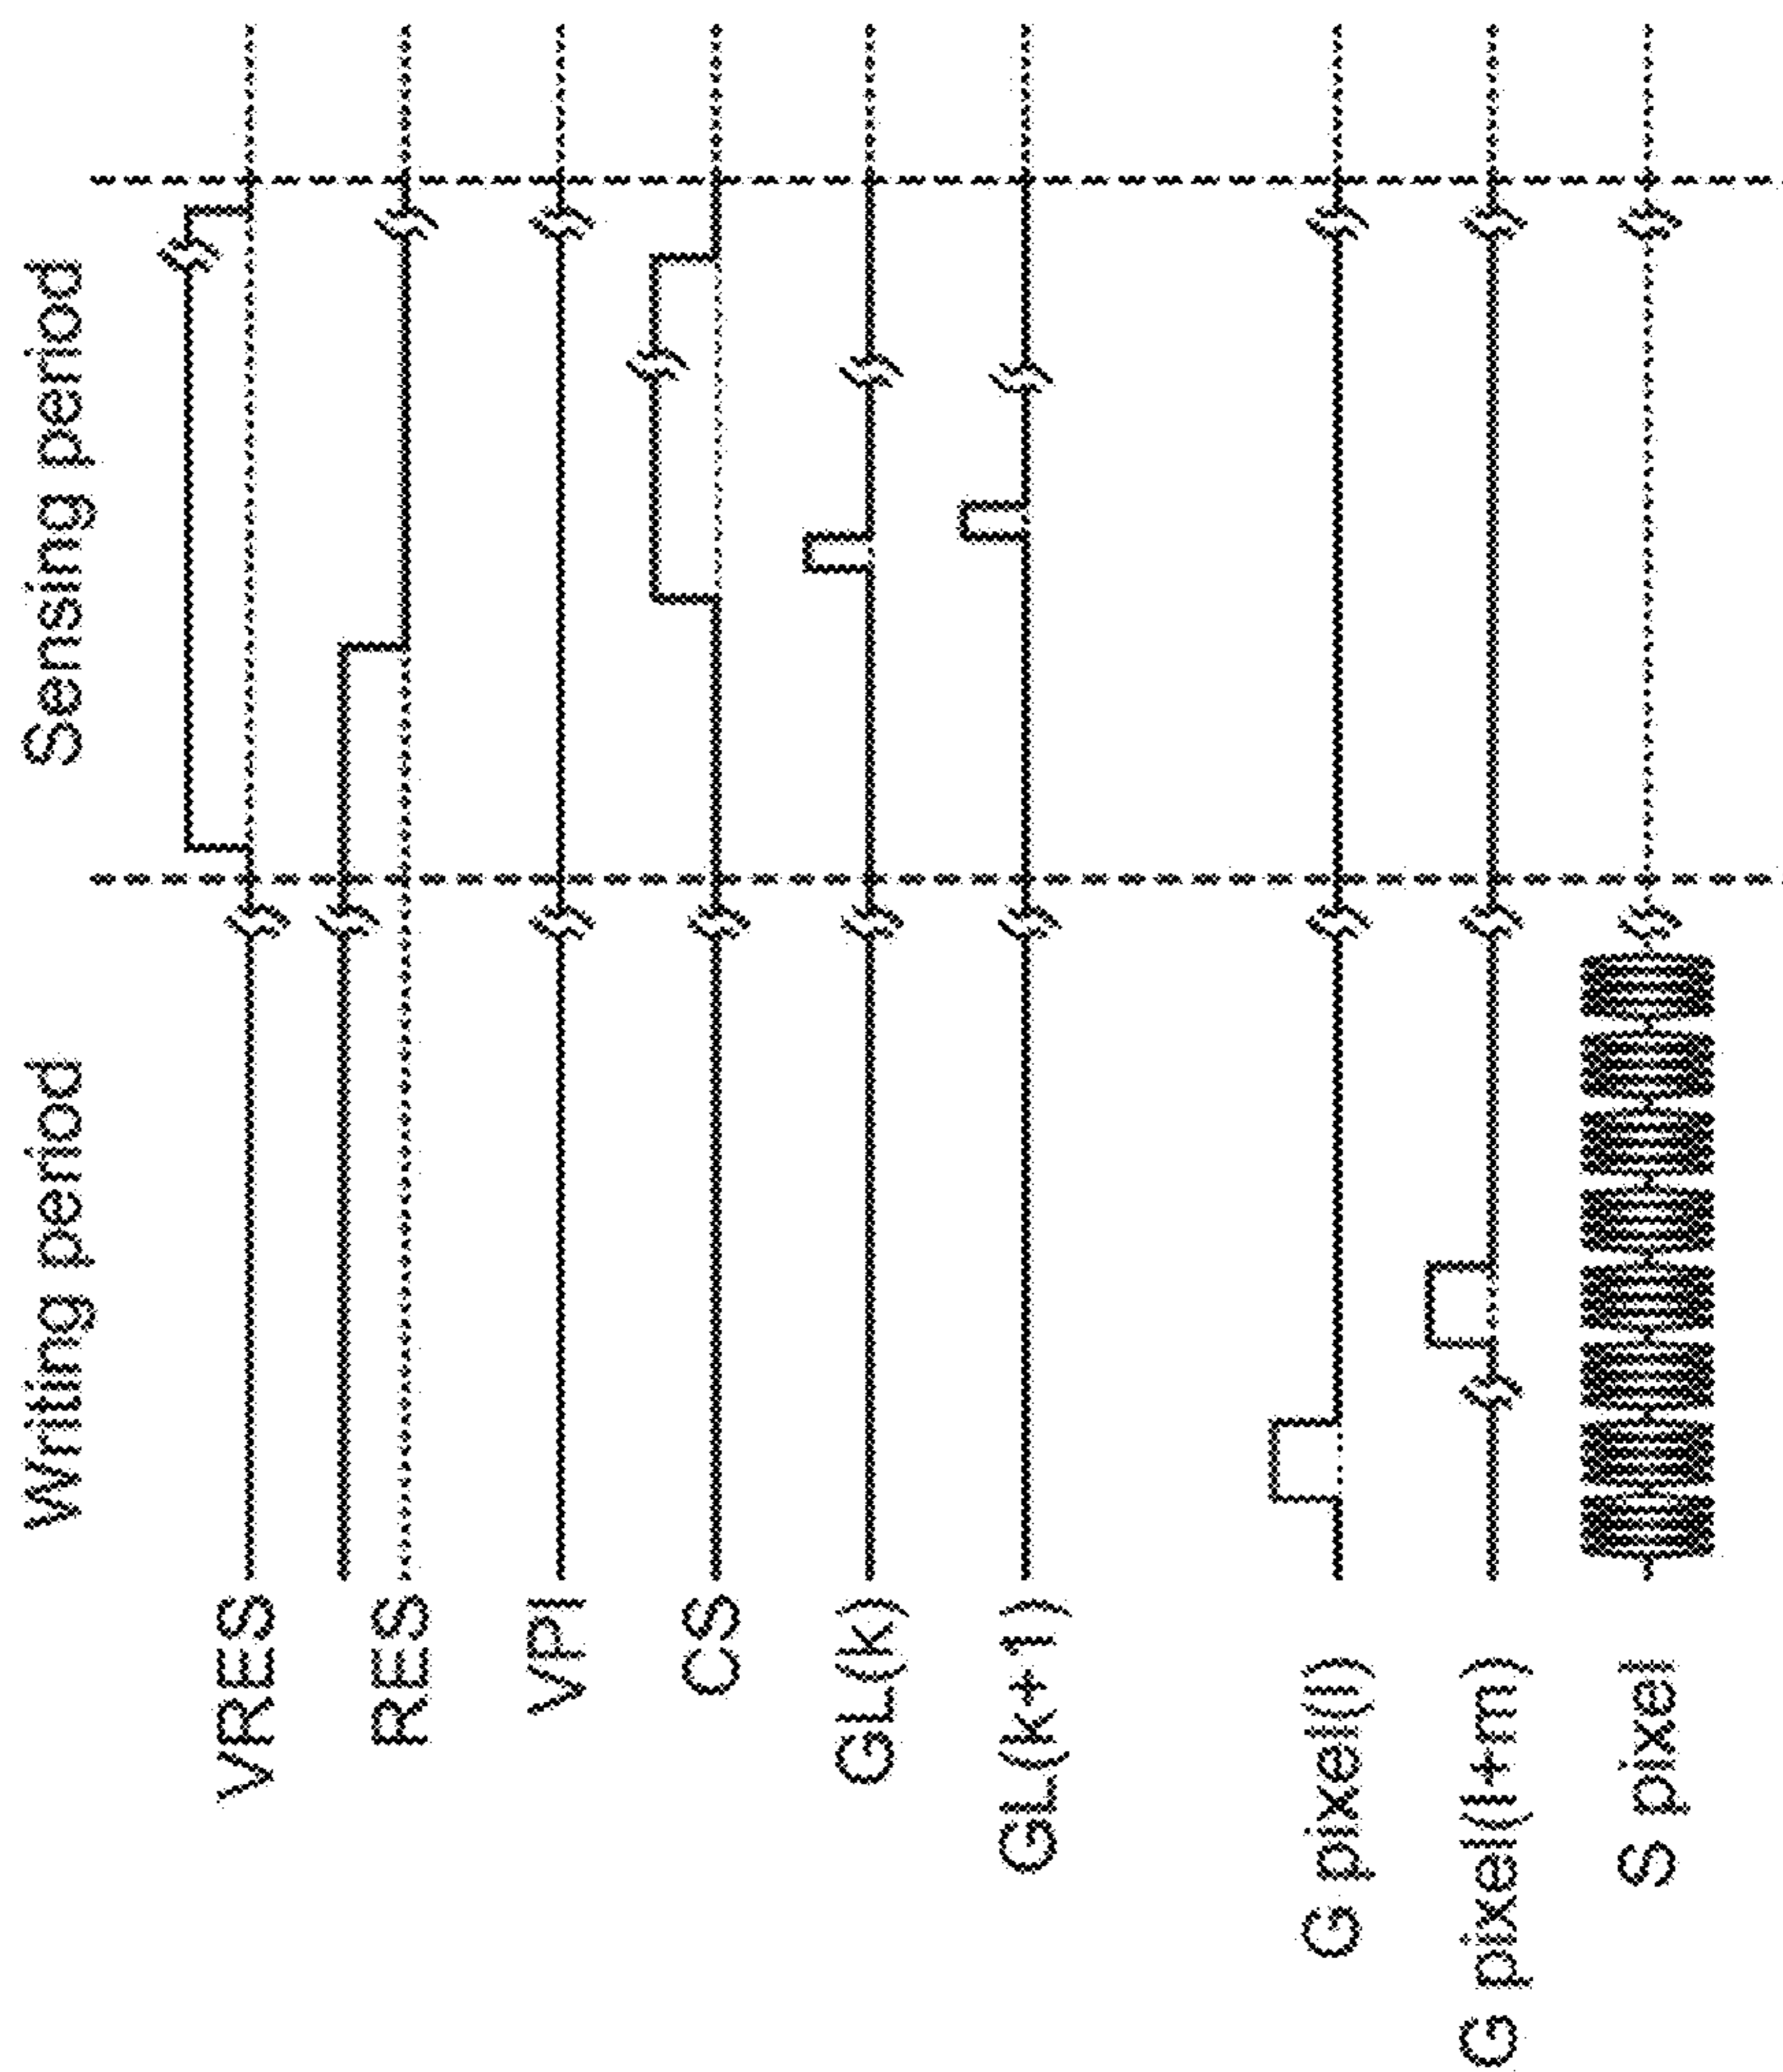 Writing period
Sensing period
VRES
RES
VPI
CS
GL(k)
GL(k+1)
G pixel(l)
G pixel(l+m)
S pixel